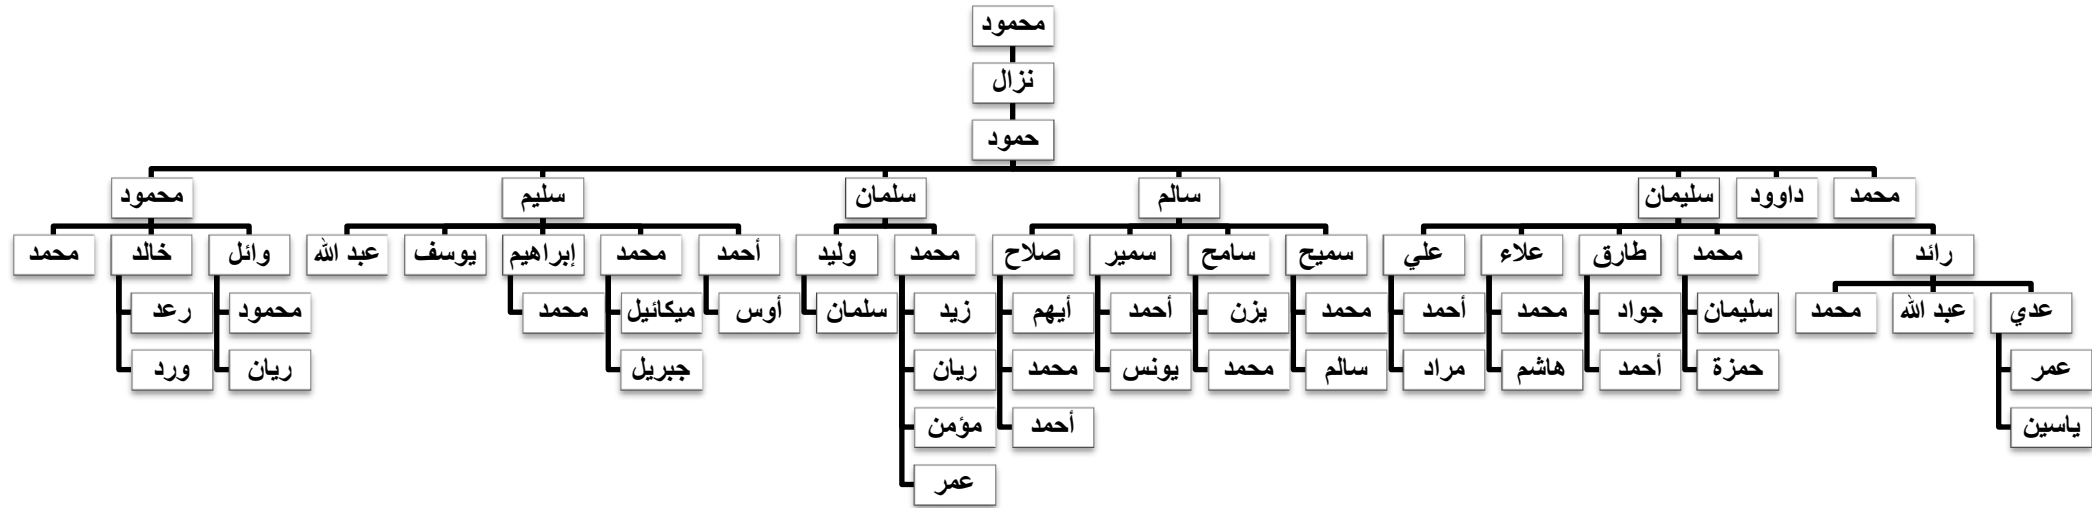 محمود
نزال
حمود
محمد داوود سليمان سالم سلمان سليم محمود
رائد محمد طارق علاء علي سميح سامح سمير صلاح محمد وليد أحمد محمد إبراهيم يوسف عبد الله وائل خالد محمد
عدي عبد الله محمد سليمان جواد محمد أحمد محمد يزن أحمد أيهم زيد سلمان أوس ميكائيل محمد محمود رعد
عمر حمزة أحمد هاشم مراد سالم محمد يونس محمد ريان جبريل ريان ورد
ياسين أحمد مؤمن
عمر